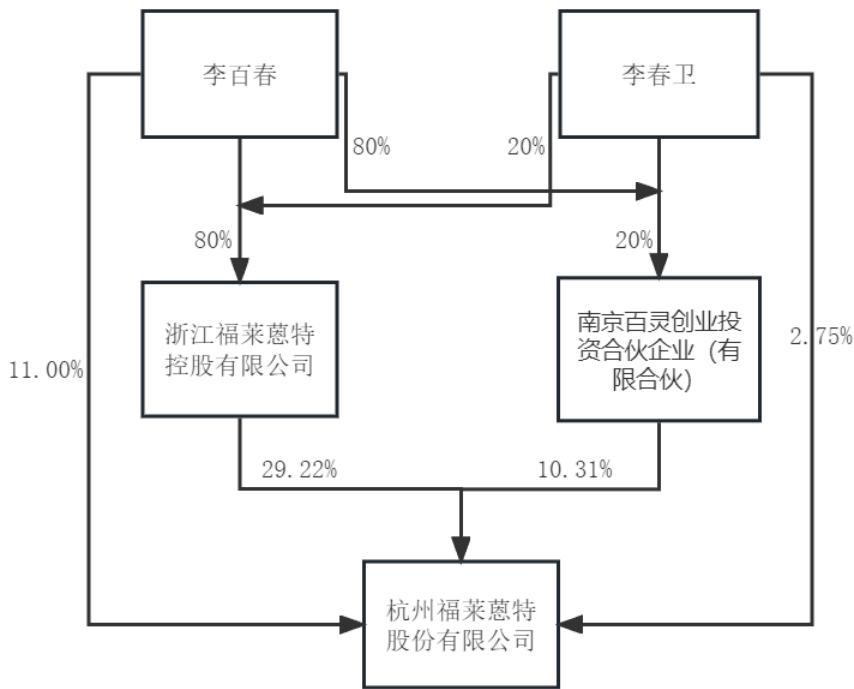 李百春
李春卫
80%
20%
80%
20%
浙江福莱蒽特
控股有限公司
南京百灵创业投
资合伙企业（有
限合伙）
11.00%
2.75%
29.22%
10.31%
杭州福莱蒽特
股份有限公司